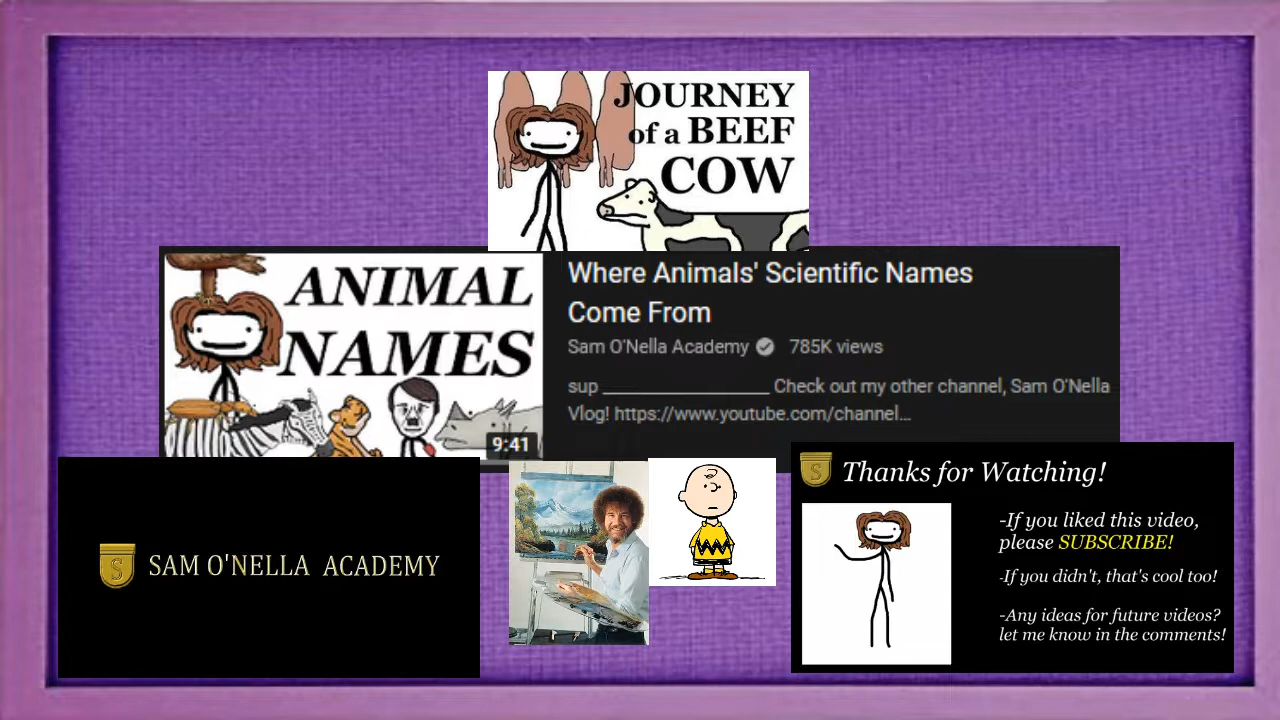 JOURNEY
of a BEEF
COW
ANIMAL
NAMES
9:41
Where Animals' Scientific Names
Come From
Sam O'Nella Academy 785K views
sup _________________ Check out my other channel, Sam O'Nella
Vlog! https://www.youtube.com/channel...
S SAM O'NELLA ACADEMY
S Thanks for Watching!
-If you liked this video,
please SUBSCRIBE!
-If you didn't, that's cool too!
-Any ideas for future videos?
let me know in the comments!